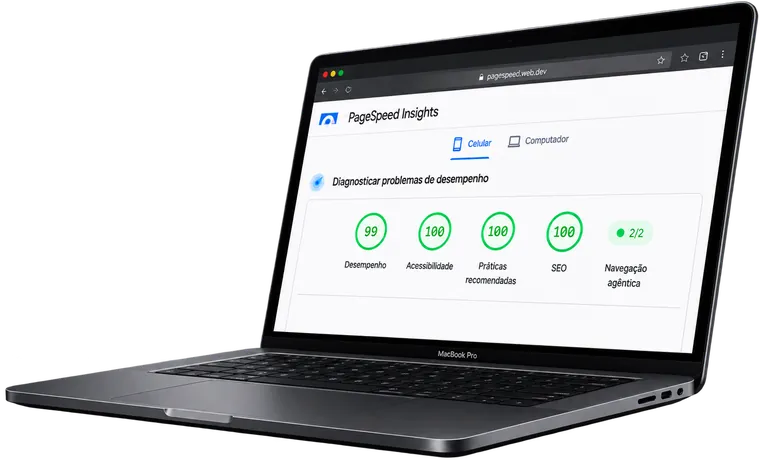 pagespeed.web.dev
PageSpeed Insights
Celular
Computador
Diagnosticar problemas de desempenho
99
100
100
100
2/2
Desempenho
Acessibilidade
Práticas
recomendadas
SEO
Navegação
agêntica
MacBook Pro